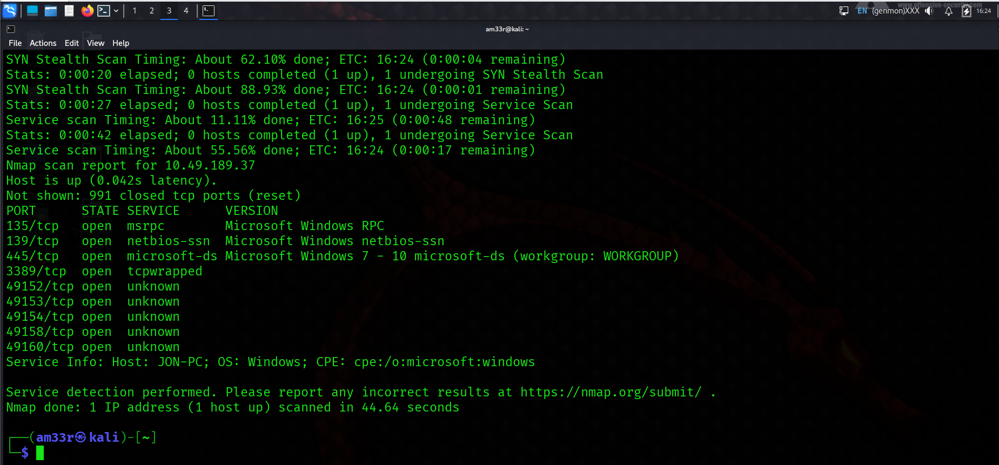 www.offensive-security.com
1 2 3 4 EN (genmon)XXX 16:24
am33r@kali: ~
File Actions Edit View Help
SYN Stealth Scan Timing: About 62.10% done; ETC: 16:24 (0:00:04 remaining)
Stats: 0:00:20 elapsed; 0 hosts completed (1 up), 1 undergoing SYN Stealth Scan
SYN Stealth Scan Timing: About 88.93% done; ETC: 16:24 (0:00:01 remaining)
Stats: 0:00:27 elapsed; 0 hosts completed (1 up), 1 undergoing Service Scan
Service scan Timing: About 11.11% done; ETC: 16:25 (0:00:48 remaining)
Stats: 0:00:42 elapsed; 0 hosts completed (1 up), 1 undergoing Service Scan
Service scan Timing: About 55.56% done; ETC: 16:24 (0:00:17 remaining)
Nmap scan report for 10.49.189.37
Host is up (0.042s latency).
Not shown: 991 closed tcp ports (reset)
PORT      STATE SERVICE      VERSION
135/tcp   open  msrpc        Microsoft Windows RPC
139/tcp   open  netbios-ssn  Microsoft Windows netbios-ssn
445/tcp   open  microsoft-ds Microsoft Windows 7 - 10 microsoft-ds (workgroup: WORKGROUP)
3389/tcp  open  tcpwrapped
49152/tcp open  unknown
49153/tcp open  unknown
49154/tcp open  unknown
49158/tcp open  unknown
49160/tcp open  unknown
Service Info: Host: JON-PC; OS: Windows; CPE: cpe:/o:microsoft:windows
Service detection performed. Please report any incorrect results at https://nmap.org/submit/ .
Nmap done: 1 IP address (1 host up) scanned in 44.64 seconds
┌──(am33r㉿kali)-[~]
└─$